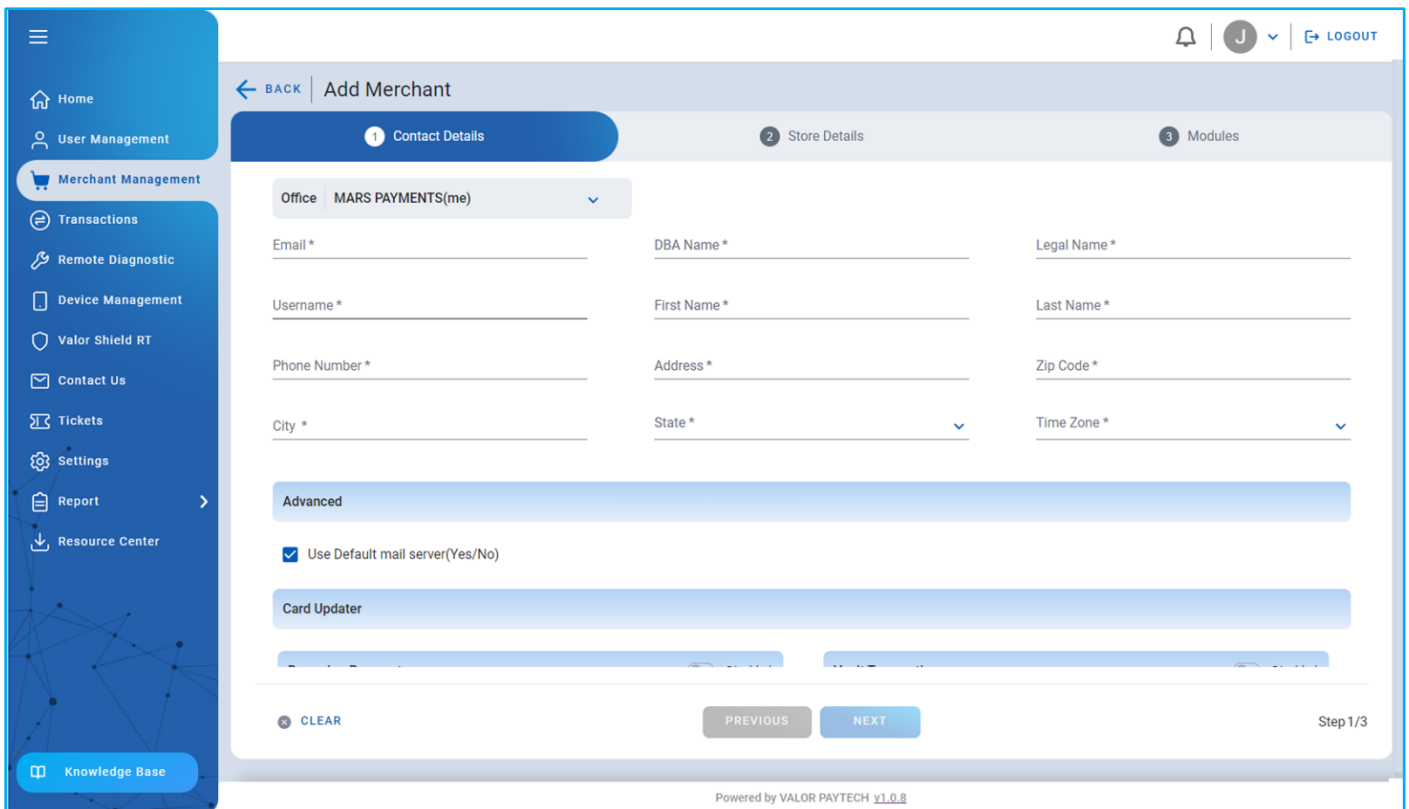 J
LOGOUT
BACK
Add Merchant
Home
User Management
Merchant Management
Transactions
Remote Diagnostic
Device Management
Valor Shield RT
Contact Us
Tickets
Settings
Report
Resource Center
Knowledge Base
1 Contact Details
2 Store Details
3 Modules
Office MARS PAYMENTS(me)
Email *
DBA Name *
Legal Name *
Username *
First Name *
Last Name *
Phone Number *
Address *
Zip Code *
City *
State *
Time Zone *
Advanced
Use Default mail server(Yes/No)
Card Updater
CLEAR
PREVIOUS
NEXT
Step 1/3
Powered by VALOR PAYTECH v1.0.8